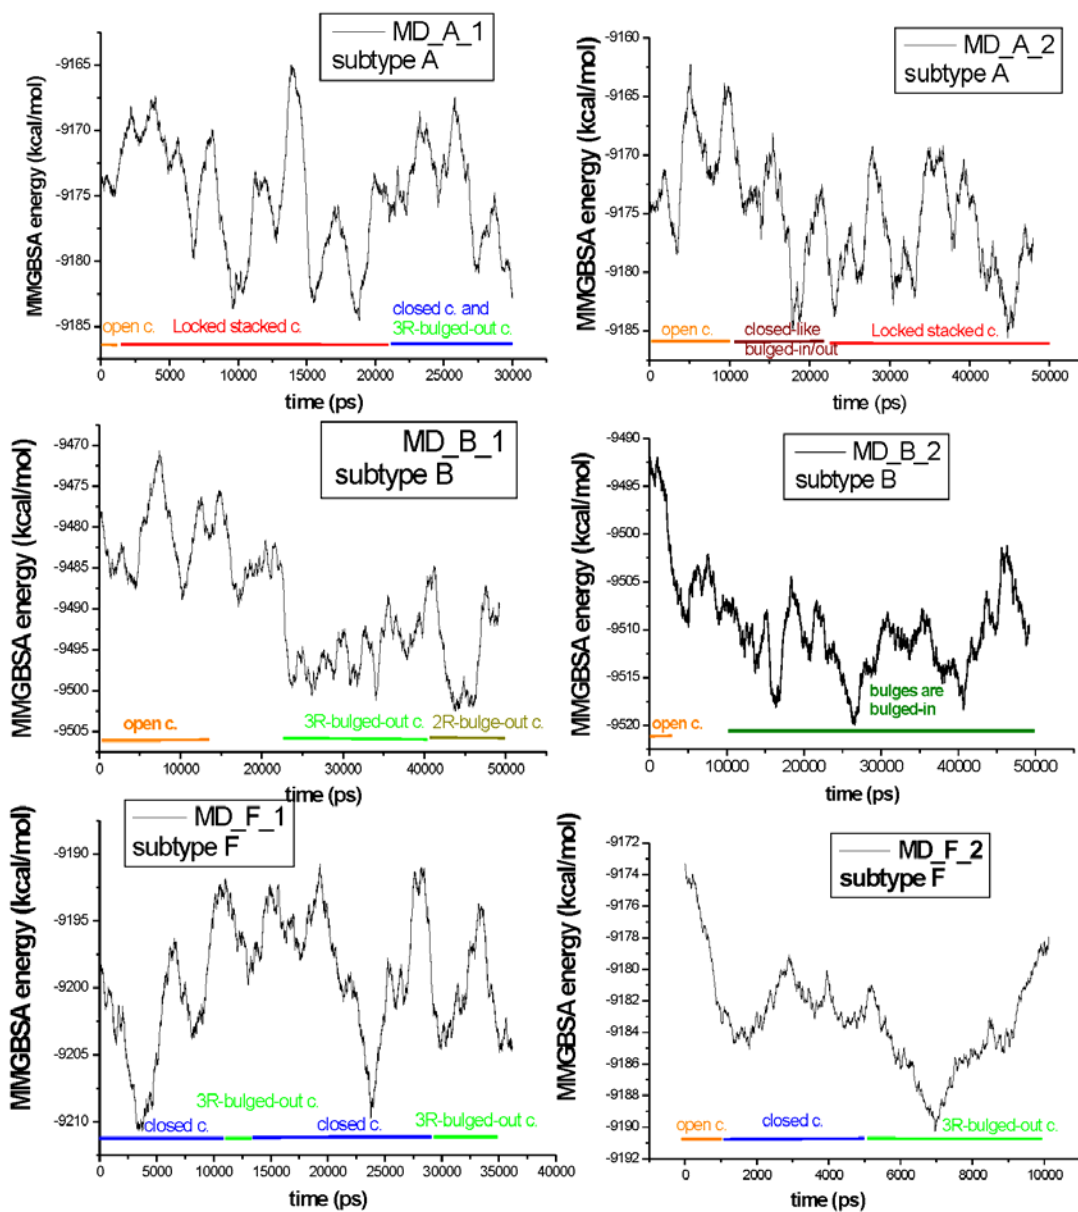 MD_A_1
subtype A
MMGBSA energy (kcal/mol)
-9165
-9170
-9175
-9180
-9185
open c.
Locked stacked c.
closed c. and
3R-bulged-out c.
0 5000 10000 15000 20000 25000 30000
time (ps)
MD_A_2
subtype A
MMGBSA energy (kcal/mol)
-9160
-9165
-9170
-9175
-9180
-9185
open c.
closed-like
bulged-in/out
Locked stacked c.
0 10000 20000 30000 40000 50000
time (ps)
MD_B_1
subtype B
MMGBSA energy (kcal/mol)
-9470
-9475
-9480
-9485
-9490
-9495
-9500
-9505
open c.
3R-bulged-out c.
2R-bulge-out c.
0 10000 20000 30000 40000 50000
time (ps)
MD_B_2
subtype B
MMGBSA energy (kcal/mol)
-9490
-9495
-9500
-9505
-9510
-9515
-9520
open c.
bulges are
bulged-in
0 10000 20000 30000 40000 50000
time (ps)
MD_F_1
subtype F
MMGBSA energy (kcal/mol)
-9190
-9195
-9200
-9205
-9210
closed c.
3R-bulged-out c.
closed c.
3R-bulged-out c.
0 5000 10000 15000 20000 25000 30000 35000 40000
time (ps)
MD_F_2
subtype F
MMGBSA energy (kcal/mol)
-9172
-9174
-9176
-9178
-9180
-9182
-9184
-9186
-9188
-9190
-9192
open c.
closed c.
3R-bulged-out c.
0 2000 4000 6000 8000 10000
time (ps)